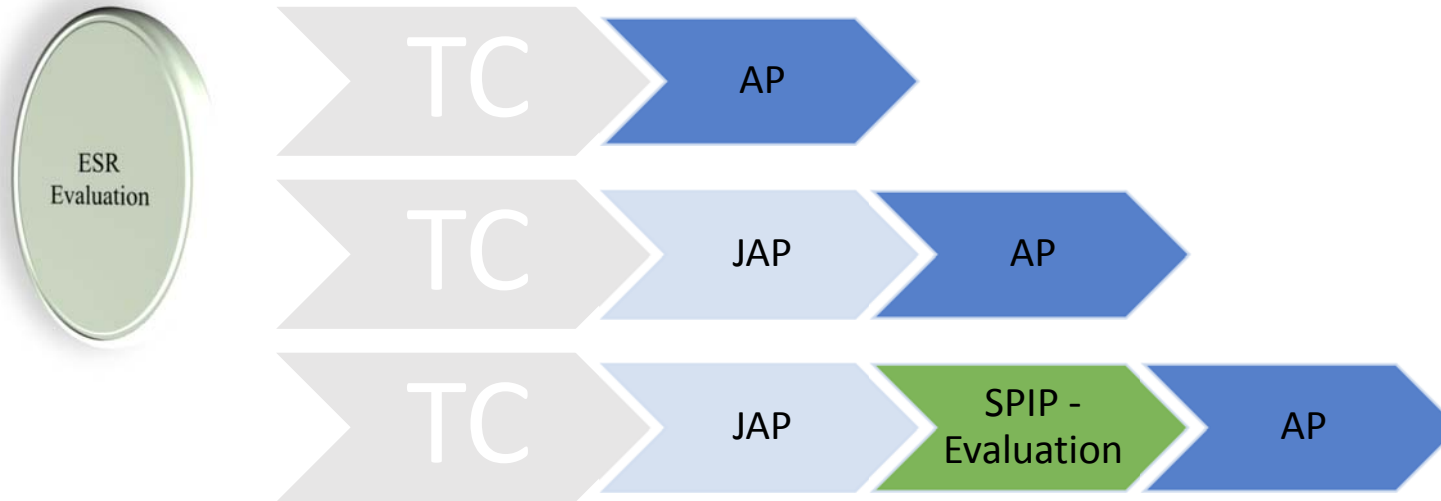 ESR
Evaluation
TC
AP
TC
JAP
AP
TC
JAP
SPIP -
Evaluation
AP